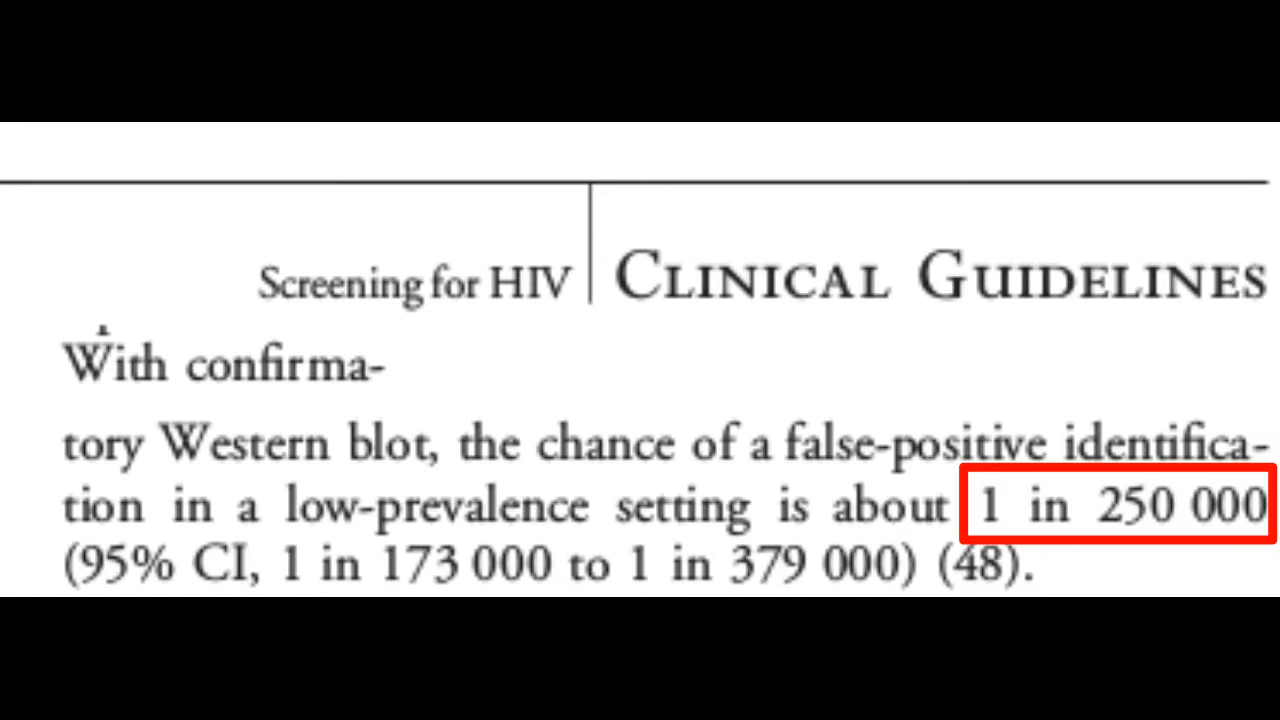 Screening for HIV CLINICAL GUIDELINES
With confirma-
tory Western blot, the chance of a false-positive identifica-
tion in a low-prevalence setting is about 1 in 250 000
(95% CI, 1 in 173 000 to 1 in 379 000) (48).